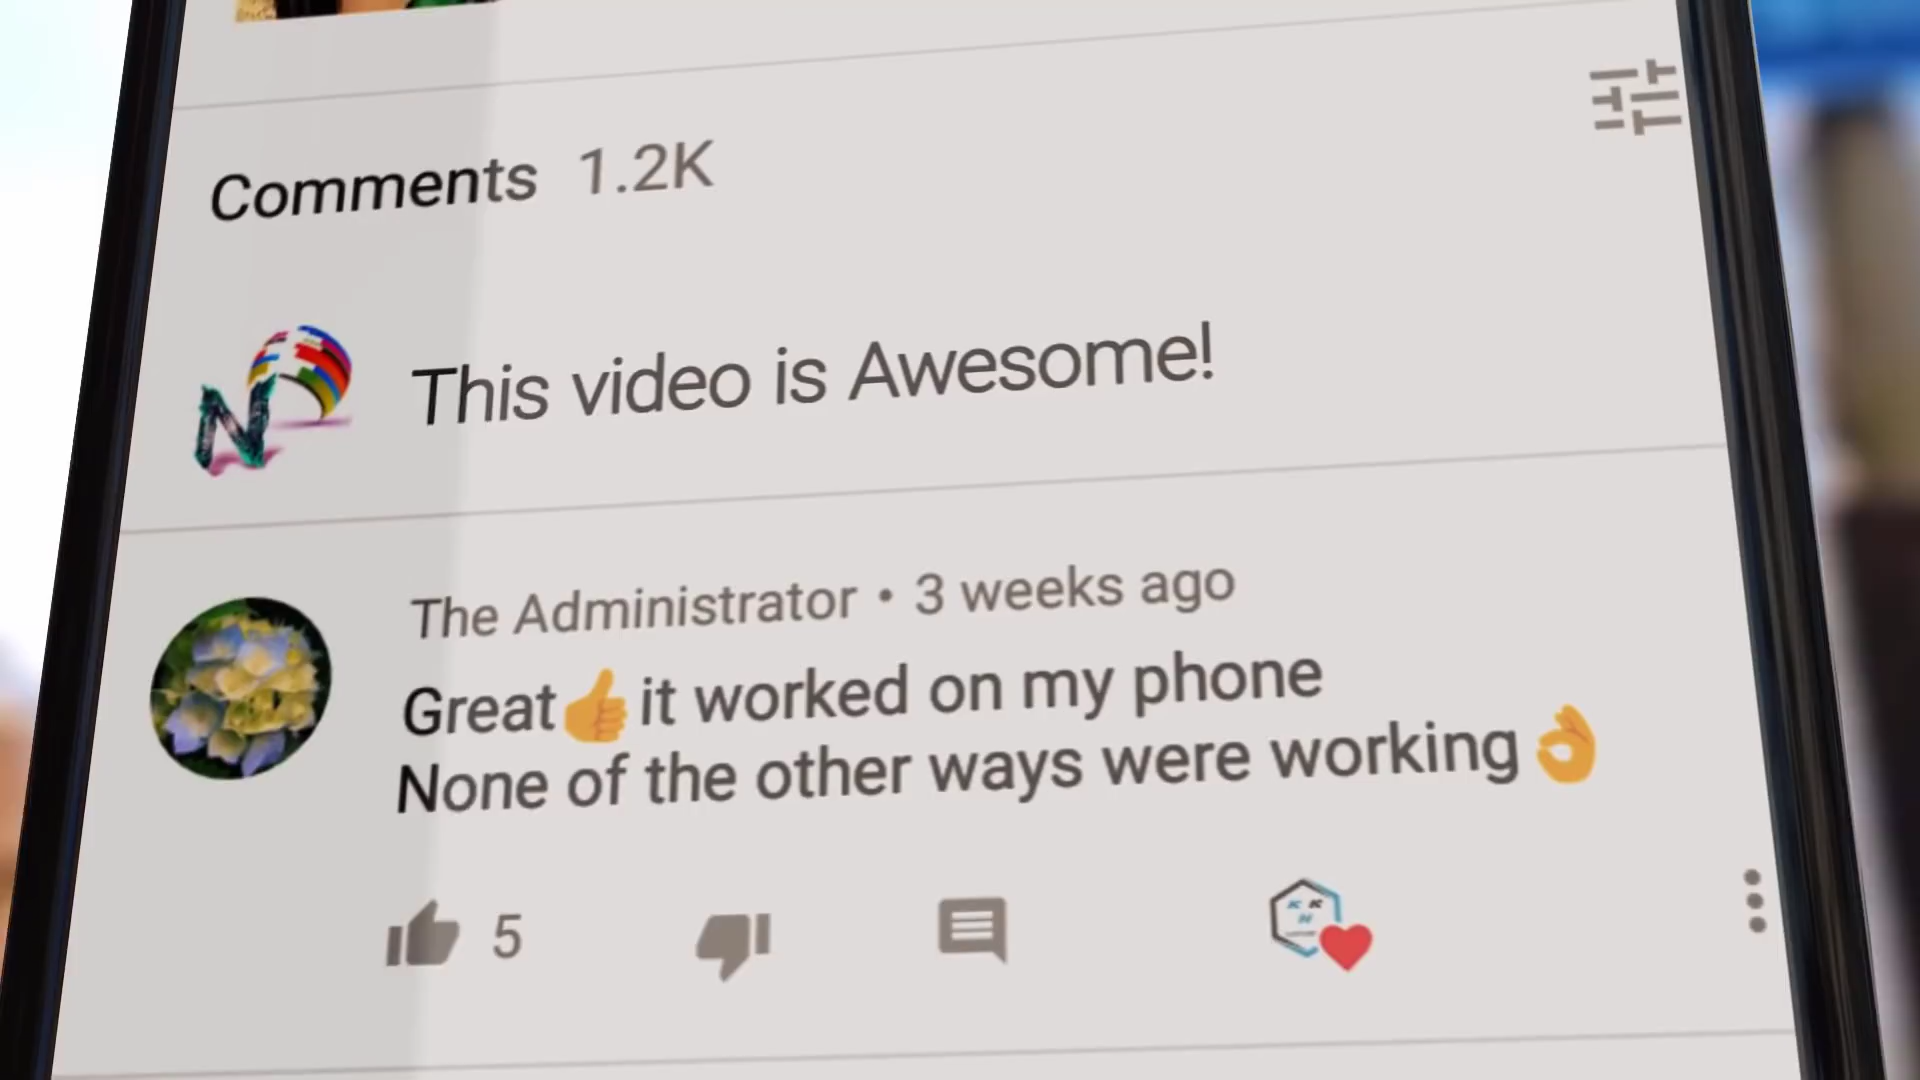 Comments 1.2K
N
This video is Awesome!
The Administrator • 3 weeks ago
Great👍it worked on my phone
None of the other ways were working👌
5
K K
H